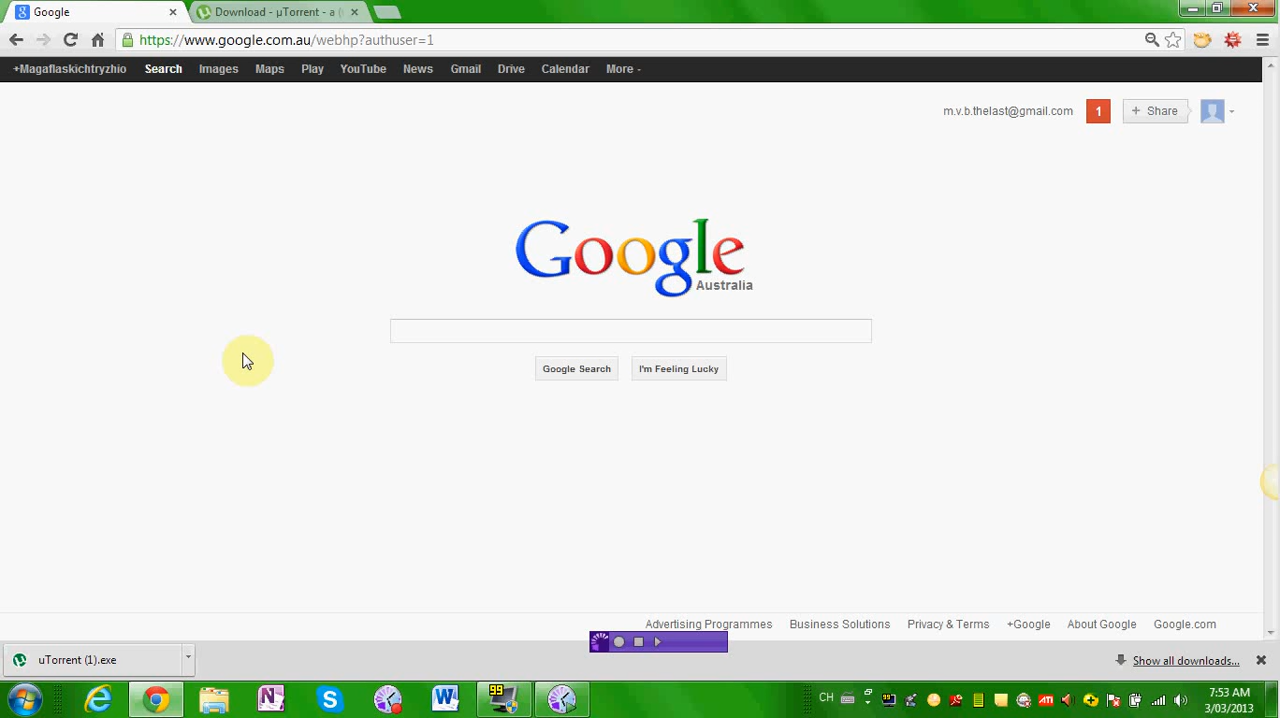 Google
Download - µTorrent - a (
https://www.google.com.au/webhp?authuser=1
+Magaflaskichtryzhio Search Images Maps Play YouTube News Gmail Drive Calendar More
m.v.b.thelast@gmail.com 1 + Share
Google
Australia
Google Search I'm Feeling Lucky
Advertising Programmes Business Solutions Privacy & Terms +Google About Google Google.com
uTorrent (1).exe
Show all downloads...
99
CH
7:53 AM
3/03/2013